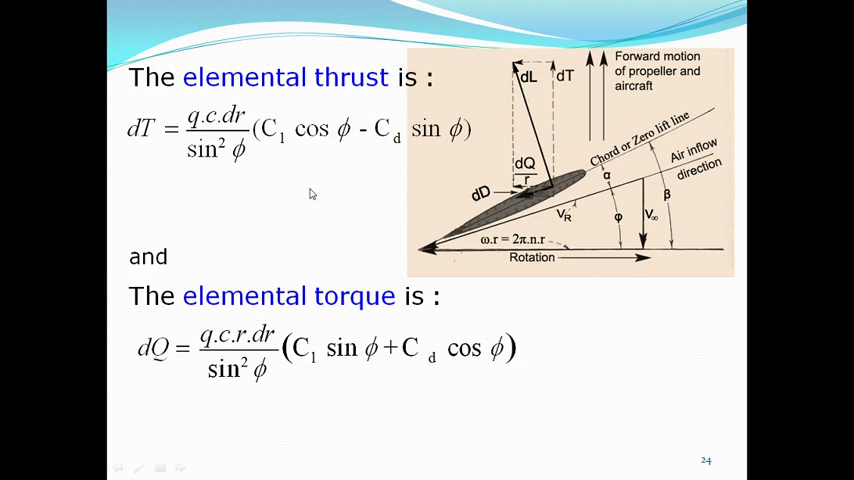 The elemental thrust is :
dT = q.c.dr / sin² ϕ (C_l cos ϕ - C_d sin ϕ)
and
The elemental torque is :
dQ = q.c.r.dr / sin² ϕ (C_l sin ϕ + C_d cos ϕ)
Forward motion
of propeller and
aircraft
dL
dT
Chord or Zero lift line
Air inflow
direction
dQ
r
dD
α
β
φ
V_R
V_∞
ω.r = 2π.n.r
Rotation
24